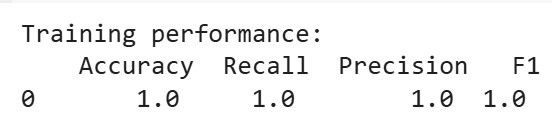 Training performance:
Accuracy Recall Precision F1
0 1.0 1.0 1.0 1.0